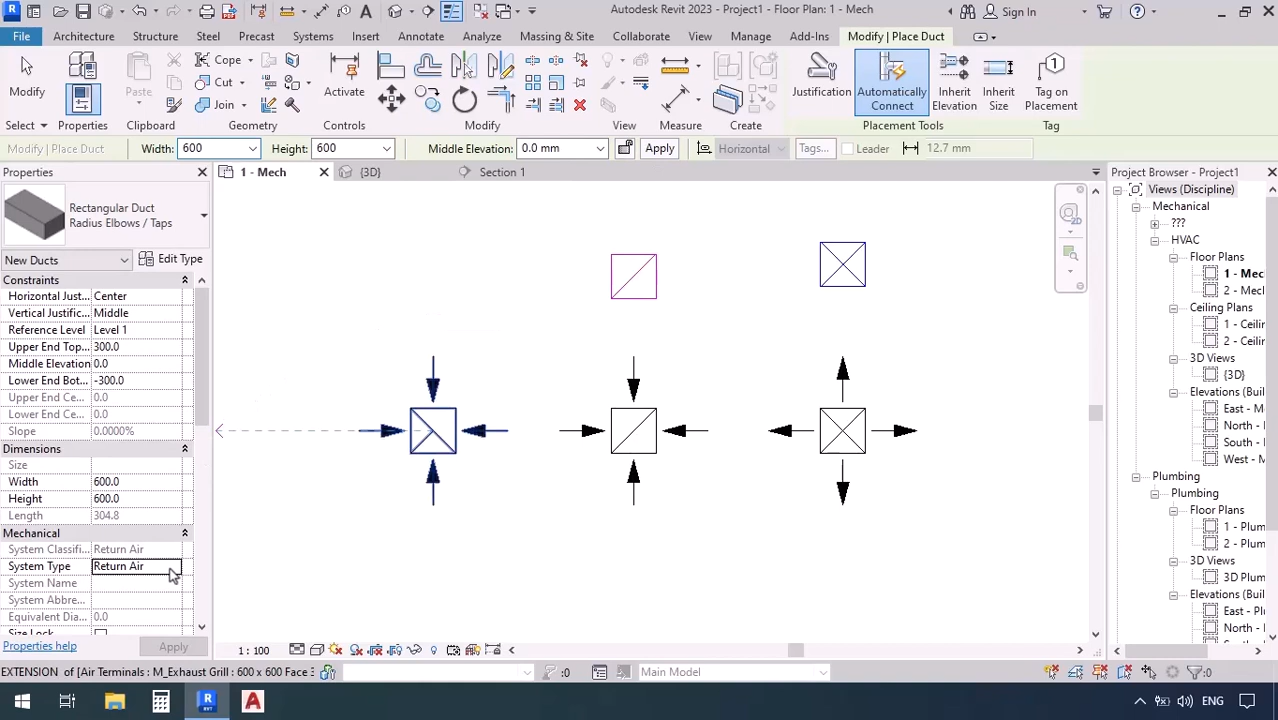 Autodesk Revit 2023 - Project1 - Floor Plan: 1 - Mech
Sign In
File
Architecture
Structure
Steel
Precast
Systems
Insert
Annotate
Analyze
Massing & Site
Collaborate
View
Manage
Add-Ins
Modify | Place Duct
Modify
Paste
Cope
Cut
Join
Activate
Justification
Automatically
Connect
Inherit
Elevation
Inherit
Size
Tag on
Placement
Select
Properties
Clipboard
Geometry
Controls
Modify
View
Measure
Create
Placement Tools
Tag
Modify | Place Duct
Width:
600
Height:
600
Middle Elevation:
0.0 mm
Apply
Horizontal
Tags...
Leader
12.7 mm
Properties
1 - Mech
{3D}
Section 1
Project Browser - Project1
Rectangular Duct
Radius Elbows / Taps
New Ducts
Edit Type
Constraints
Horizontal Just... Center
Vertical Justific... Middle
Reference Level Level 1
Upper End Top... 300.0
Middle Elevation 0.0
Lower End Bot... -300.0
Upper End Ce... 0.0
Lower End Ce... 0.0
Slope 0.0000%
Dimensions
Size
Width 600.0
Height 600.0
Length 304.8
Mechanical
System Classifi... Return Air
System Type Return Air
System Name
System Abbre...
Equivalent Dia... 0.0
Size Lock
Properties help
Apply
Views (Discipline)
Mechanical
???
HVAC
Floor Plans
1 - Mec
2 - Mec
Ceiling Plans
1 - Ceilin
2 - Ceilin
3D Views
{3D}
Elevations (Buil
East - M
North -
South -
West - M
Plumbing
Plumbing
Floor Plans
1 - Plum
2 - Plum
3D Views
3D Plum
Elevations (Buil
East - Pl
North -
1 : 100
EXTENSION of [Air Terminals : M_Exhaust Grill : 600 x 600 Face 3
:0
Main Model
:0
ENG